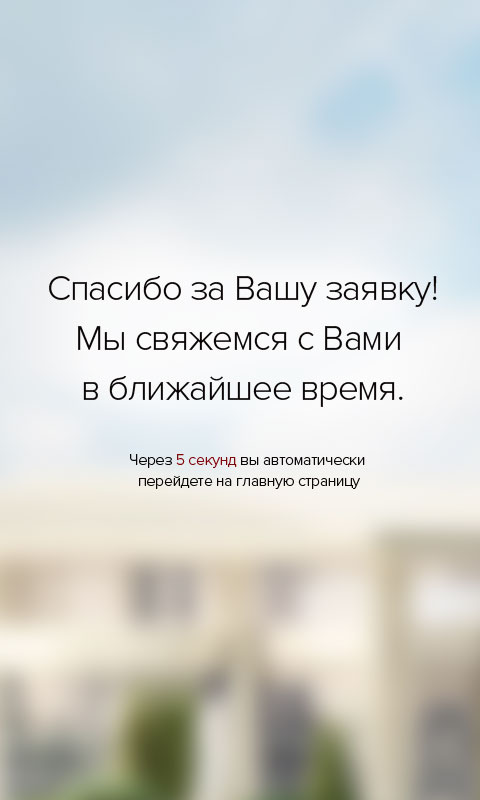 Спасибо за Вашу заявку!
Мы свяжемся с Вами
в ближайшее время.
Через 5 секунд вы автоматически
перейдете на главную страницу